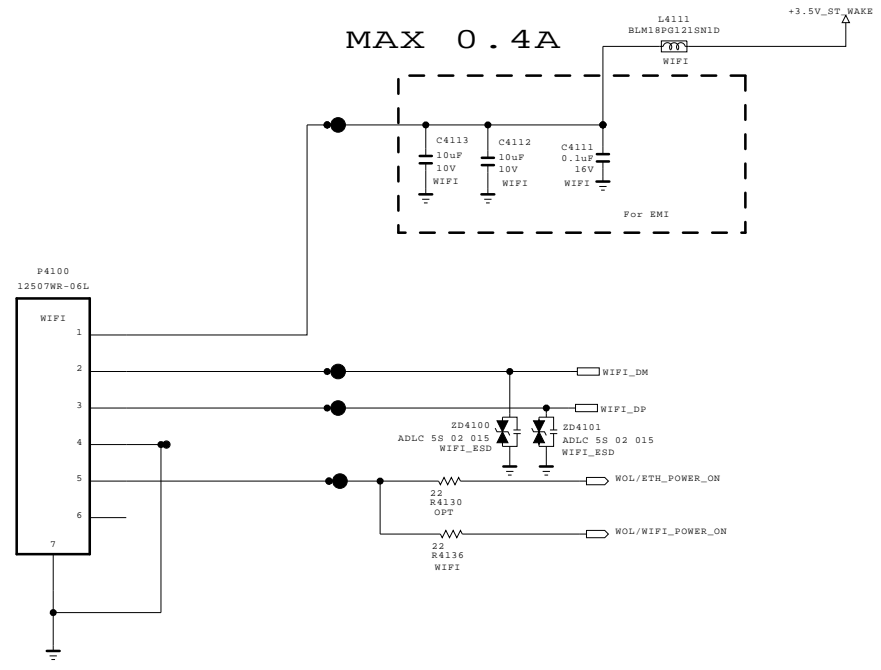 +3.5V_ST_WAKE
L4111
BLM18PG121SN1D
WIFI
MAX 0.4A
C4113
10uF
10V
WIFI
C4112
10uF
10V
WIFI
C4111
0.1uF
16V
WIFI
For EMI
P4100
12507WR-06L
WIFI
1
2
WIFI_DM
3
WIFI_DP
ZD4100
ADLC 5S 02 015
WIFI_ESD
ZD4101
ADLC 5S 02 015
WIFI_ESD
4
5
WOL/ETH_POWER_ON
22
R4130
OPT
6
WOL/WIFI_POWER_ON
22
R4136
WIFI
7